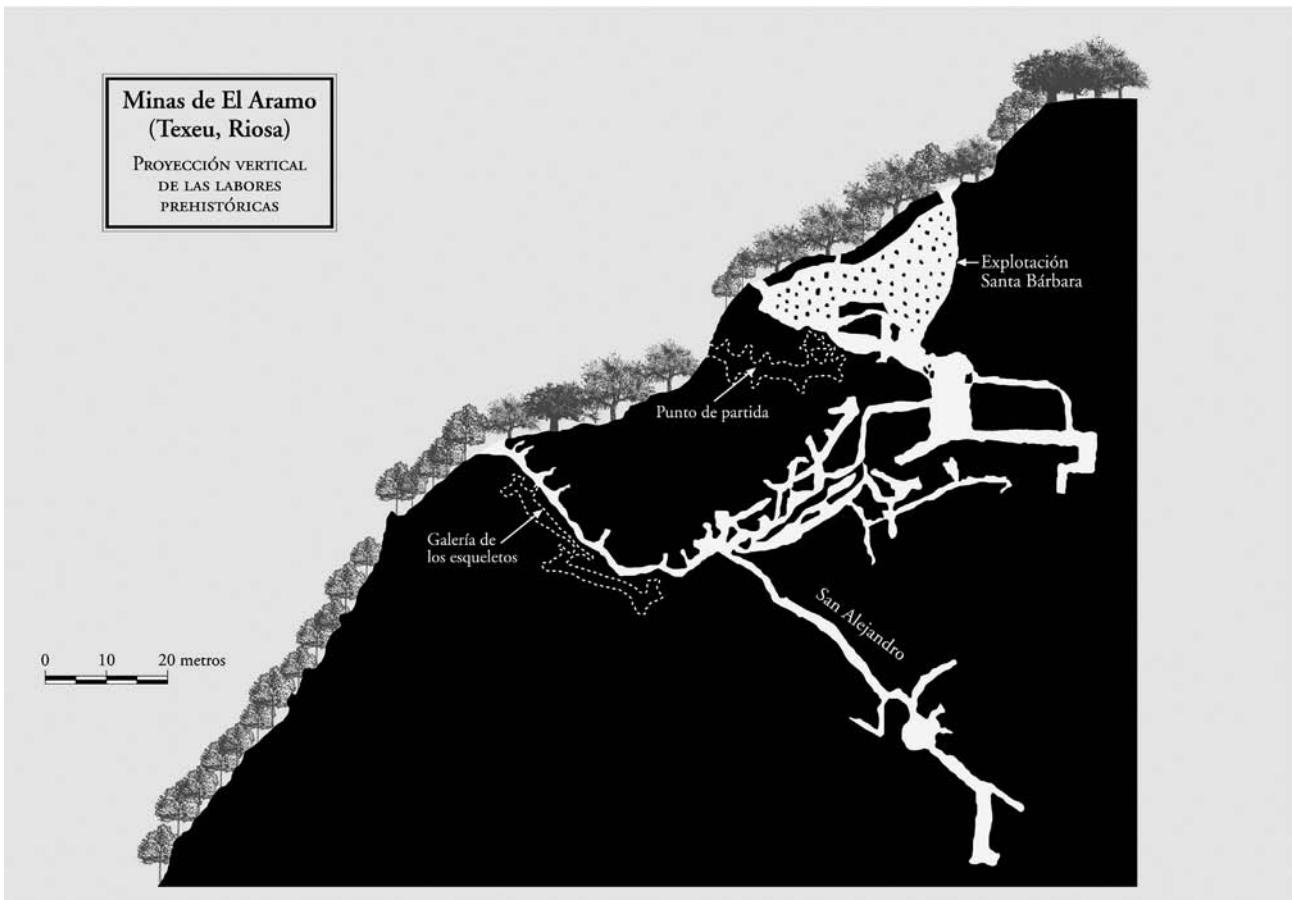 Minas de El Aramo
(Texeu, Riosa)
Proyección vertical
de las labores
prehistóricas
Explotación
Santa Bárbara
Punto de partida
Galería de
los esqueletos
San Alejandro
0 10 20 metros